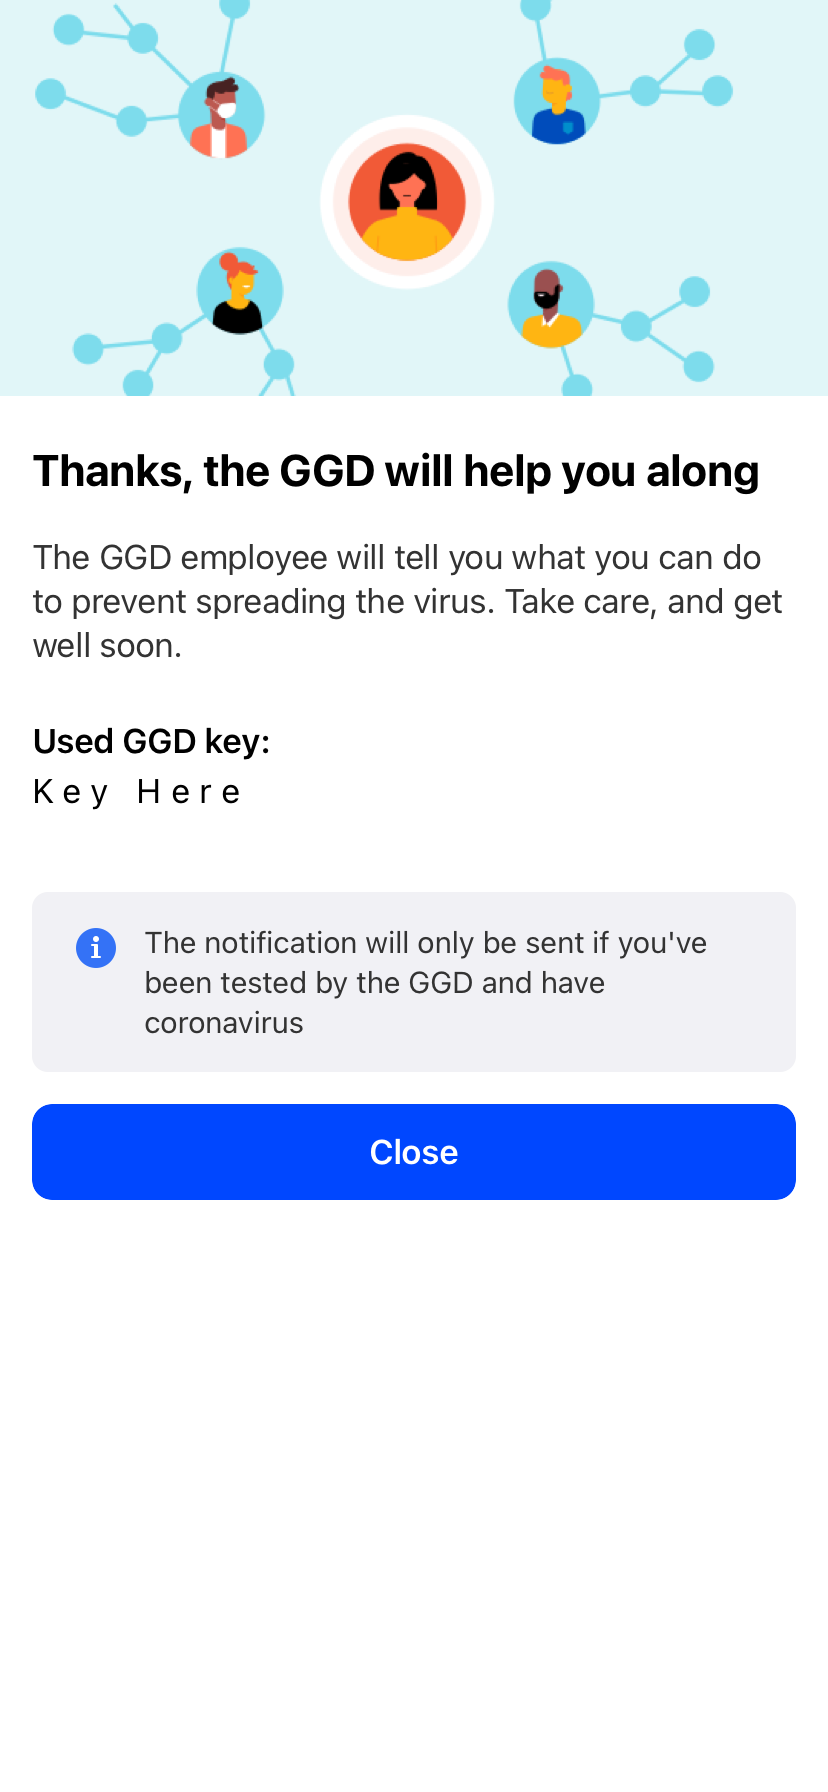 Thanks, the GGD will help you along
The GGD employee will tell you what you can do
to prevent spreading the virus. Take care, and get
well soon.
Used GGD key:
Key Here
The notification will only be sent if you've
been tested by the GGD and have
coronavirus
Close